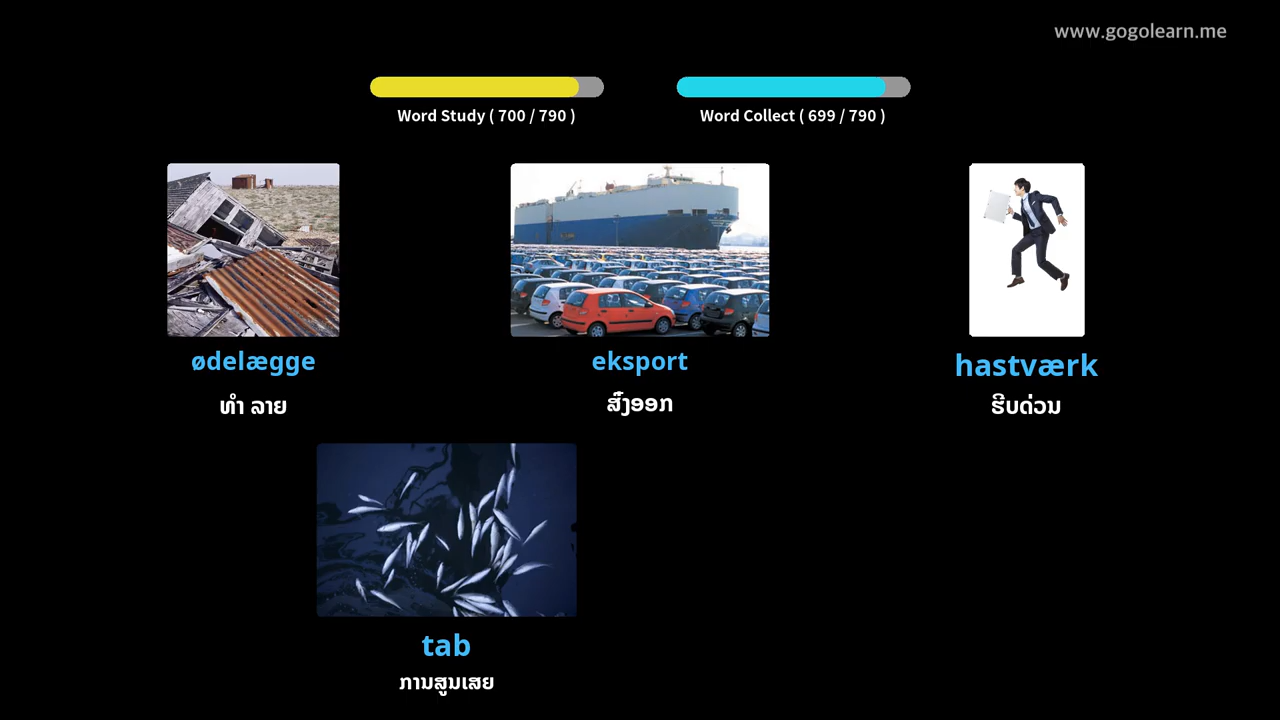 www.gogolearn.me
Word Study ( 700 / 790 )
Word Collect ( 699 / 790 )
ødelægge
ທຳ ລາຍ
eksport
ສົ່ງອອກ
hastværk
ຮີບດ່ວນ
tab
ການສູນເສຍ